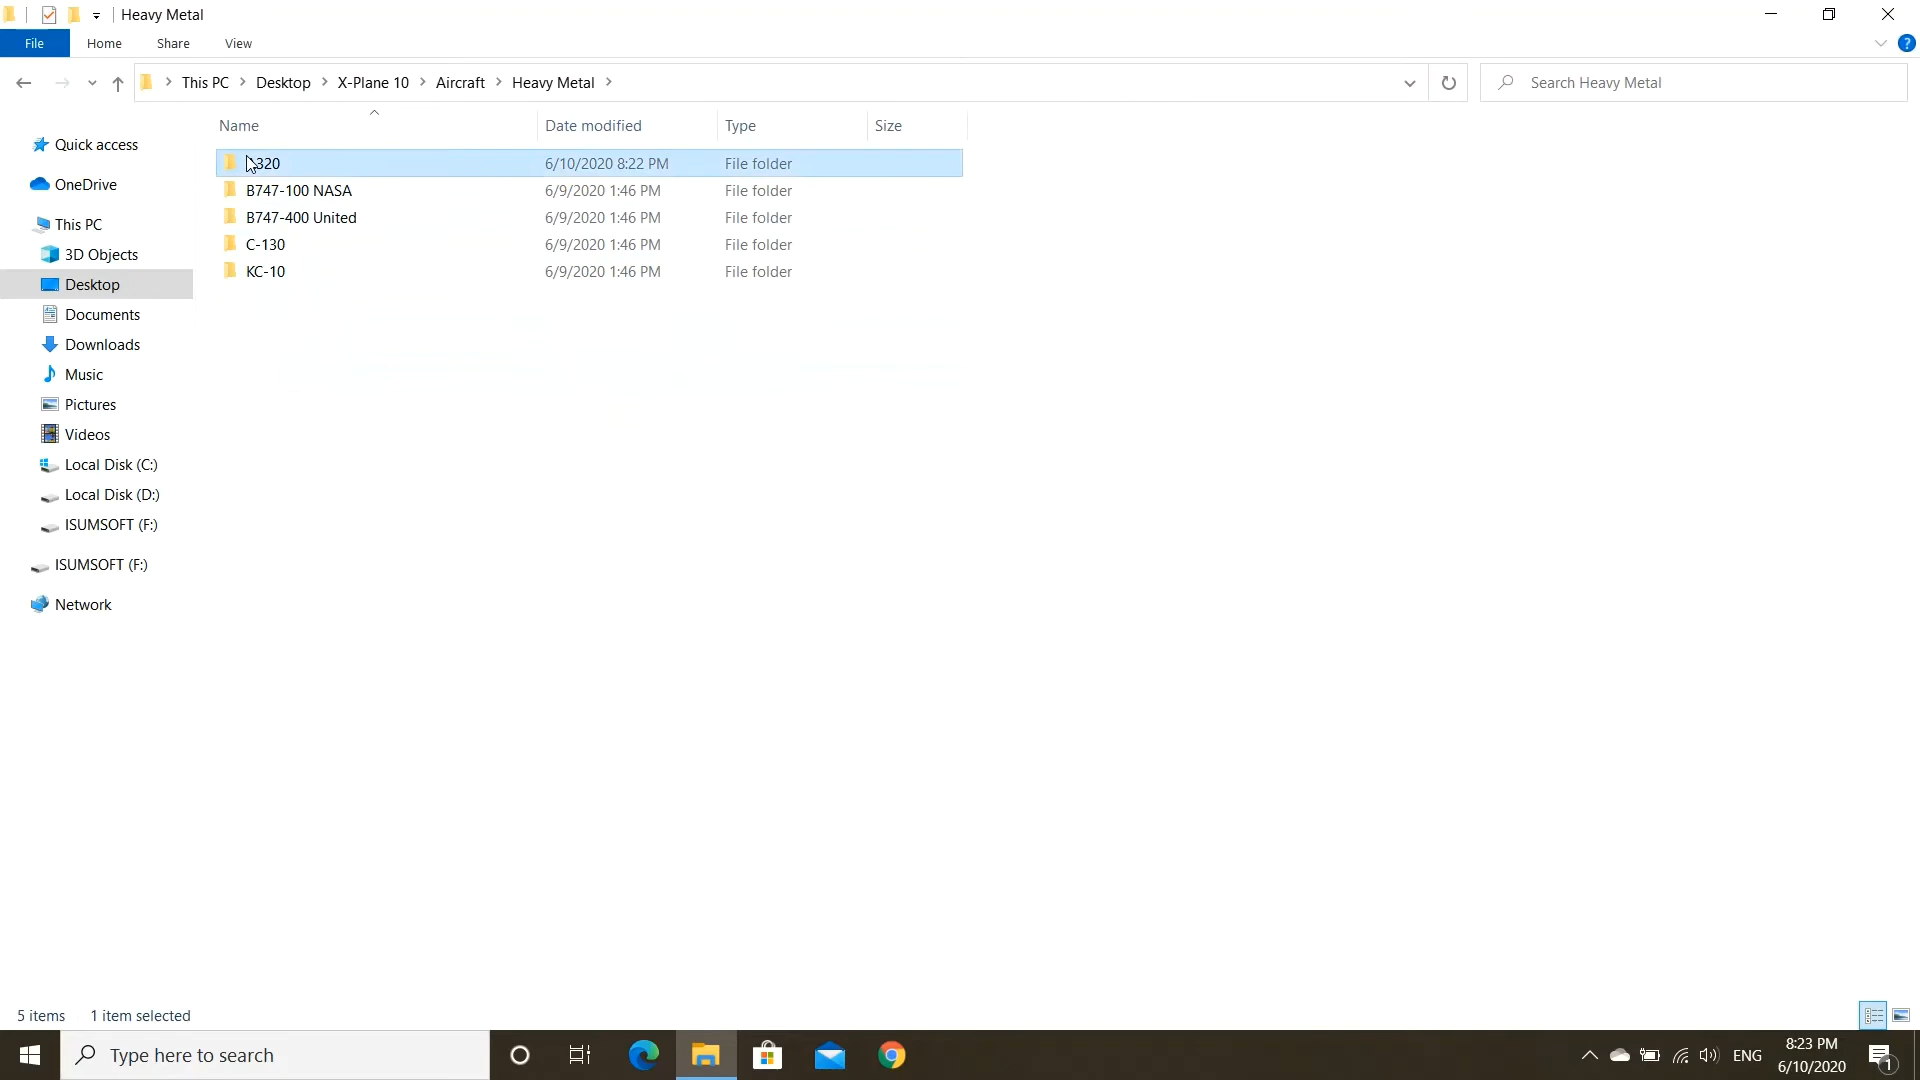 Heavy Metal
File Home Share View
This PC Desktop X-Plane 10 Aircraft Heavy Metal Search Heavy Metal
Name Date modified Type Size
320 6/10/2020 8:22 PM File folder
B747-100 NASA 6/9/2020 1:46 PM File folder
B747-400 United 6/9/2020 1:46 PM File folder
C-130 6/9/2020 1:46 PM File folder
KC-10 6/9/2020 1:46 PM File folder
Quick access
OneDrive
This PC
3D Objects
Desktop
Documents
Downloads
Music
Pictures
Videos
Local Disk (C:)
Local Disk (D:)
ISUMSOFT (F:)
ISUMSOFT (F:)
Network
5 items 1 item selected
Type here to search
ENG
8:23 PM
6/10/2020
1